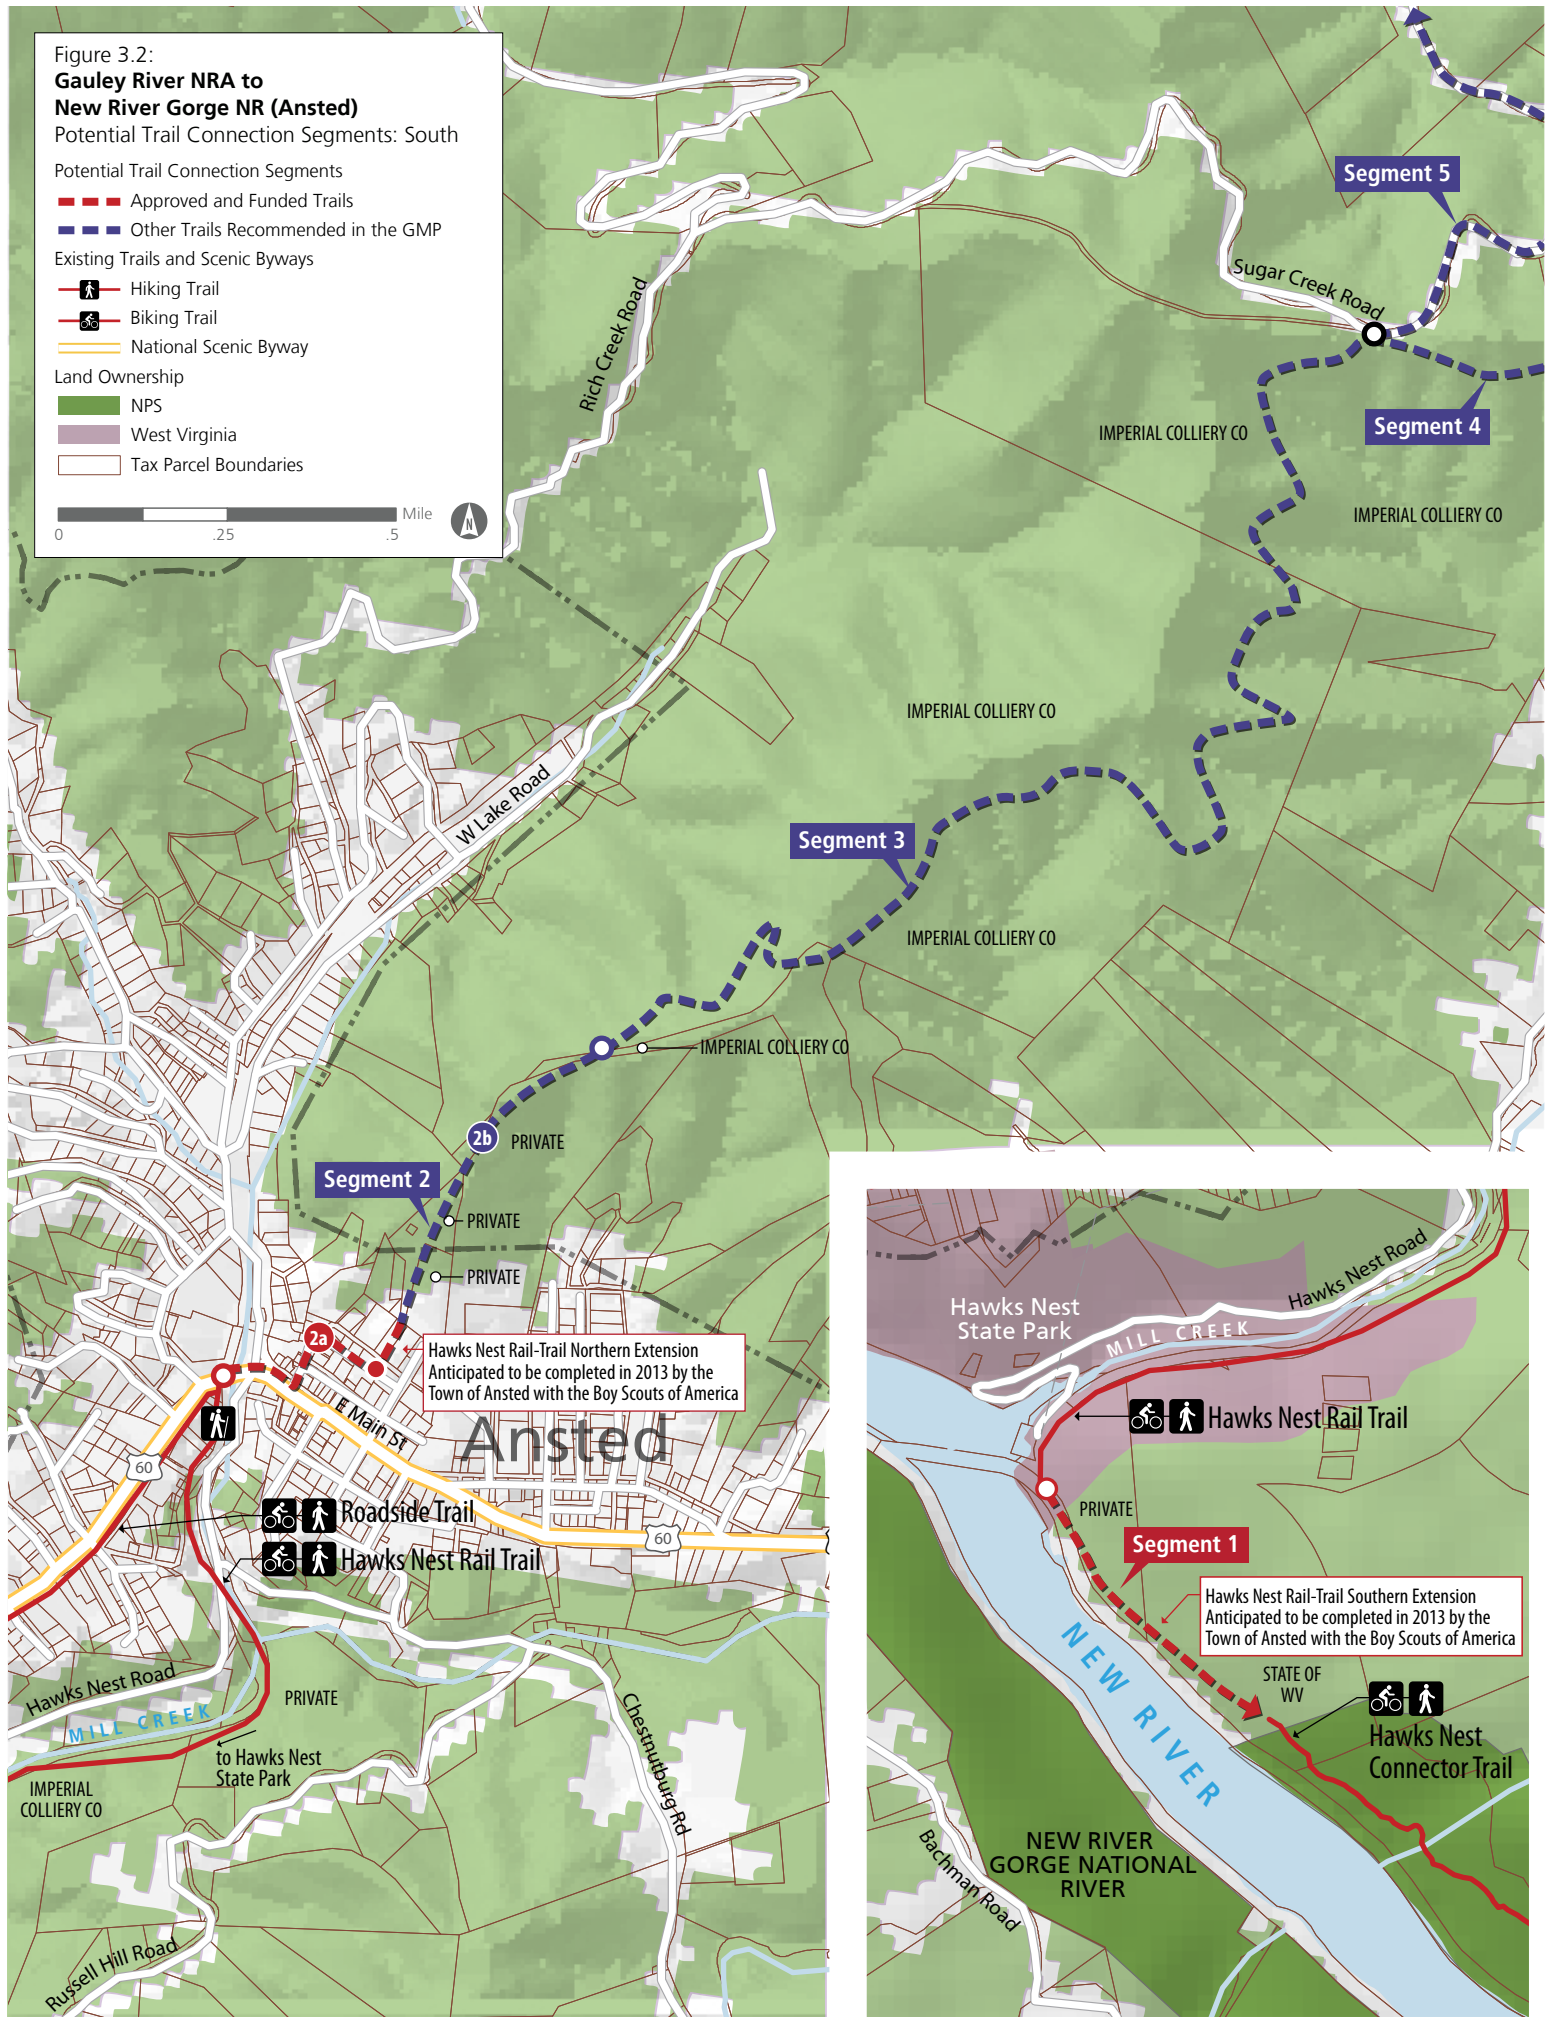 Figure 3.2:
Gauley River NRA to
New River Gorge NR (Ansted)
Potential Trail Connection Segments: South
Potential Trail Connection Segments
Approved and Funded Trails
Other Trails Recommended in the GMP
Existing Trails and Scenic Byways
Hiking Trail
Biking Trail
National Scenic Byway
Land Ownership
NPS
West Virginia
Tax Parcel Boundaries
Mile
0 .25 .5
N
Segment 5
Sugar Creek Road
Rich Creek Road
Segment 4
IMPERIAL COLLIERY CO
IMPERIAL COLLIERY CO
IMPERIAL COLLIERY CO
W Lake Road
Segment 3
IMPERIAL COLLIERY CO
IMPERIAL COLLIERY CO
2b
PRIVATE
Segment 2
PRIVATE
PRIVATE
2a
Hawks Nest Rail-Trail Northern Extension
Anticipated to be completed in 2013 by the
Town of Ansted with the Boy Scouts of America
E Main St
Ansted
60
60
Roadside Trail
Hawks Nest Rail Trail
Hawks Nest Road
MILL CREEK
PRIVATE
to Hawks Nest
State Park
IMPERIAL
COLLIERY CO
Chestnutburg Rd
Russell Hill Road
Hawks Nest Road
Hawks Nest
State Park
MILL CREEK
Hawks Nest Rail Trail
PRIVATE
Segment 1
Hawks Nest Rail-Trail Southern Extension
Anticipated to be completed in 2013 by the
Town of Ansted with the Boy Scouts of America
NEW RIVER
STATE OF
WV
Hawks Nest
Connector Trail
NEW RIVER
GORGE NATIONAL
RIVER
Bachman Road